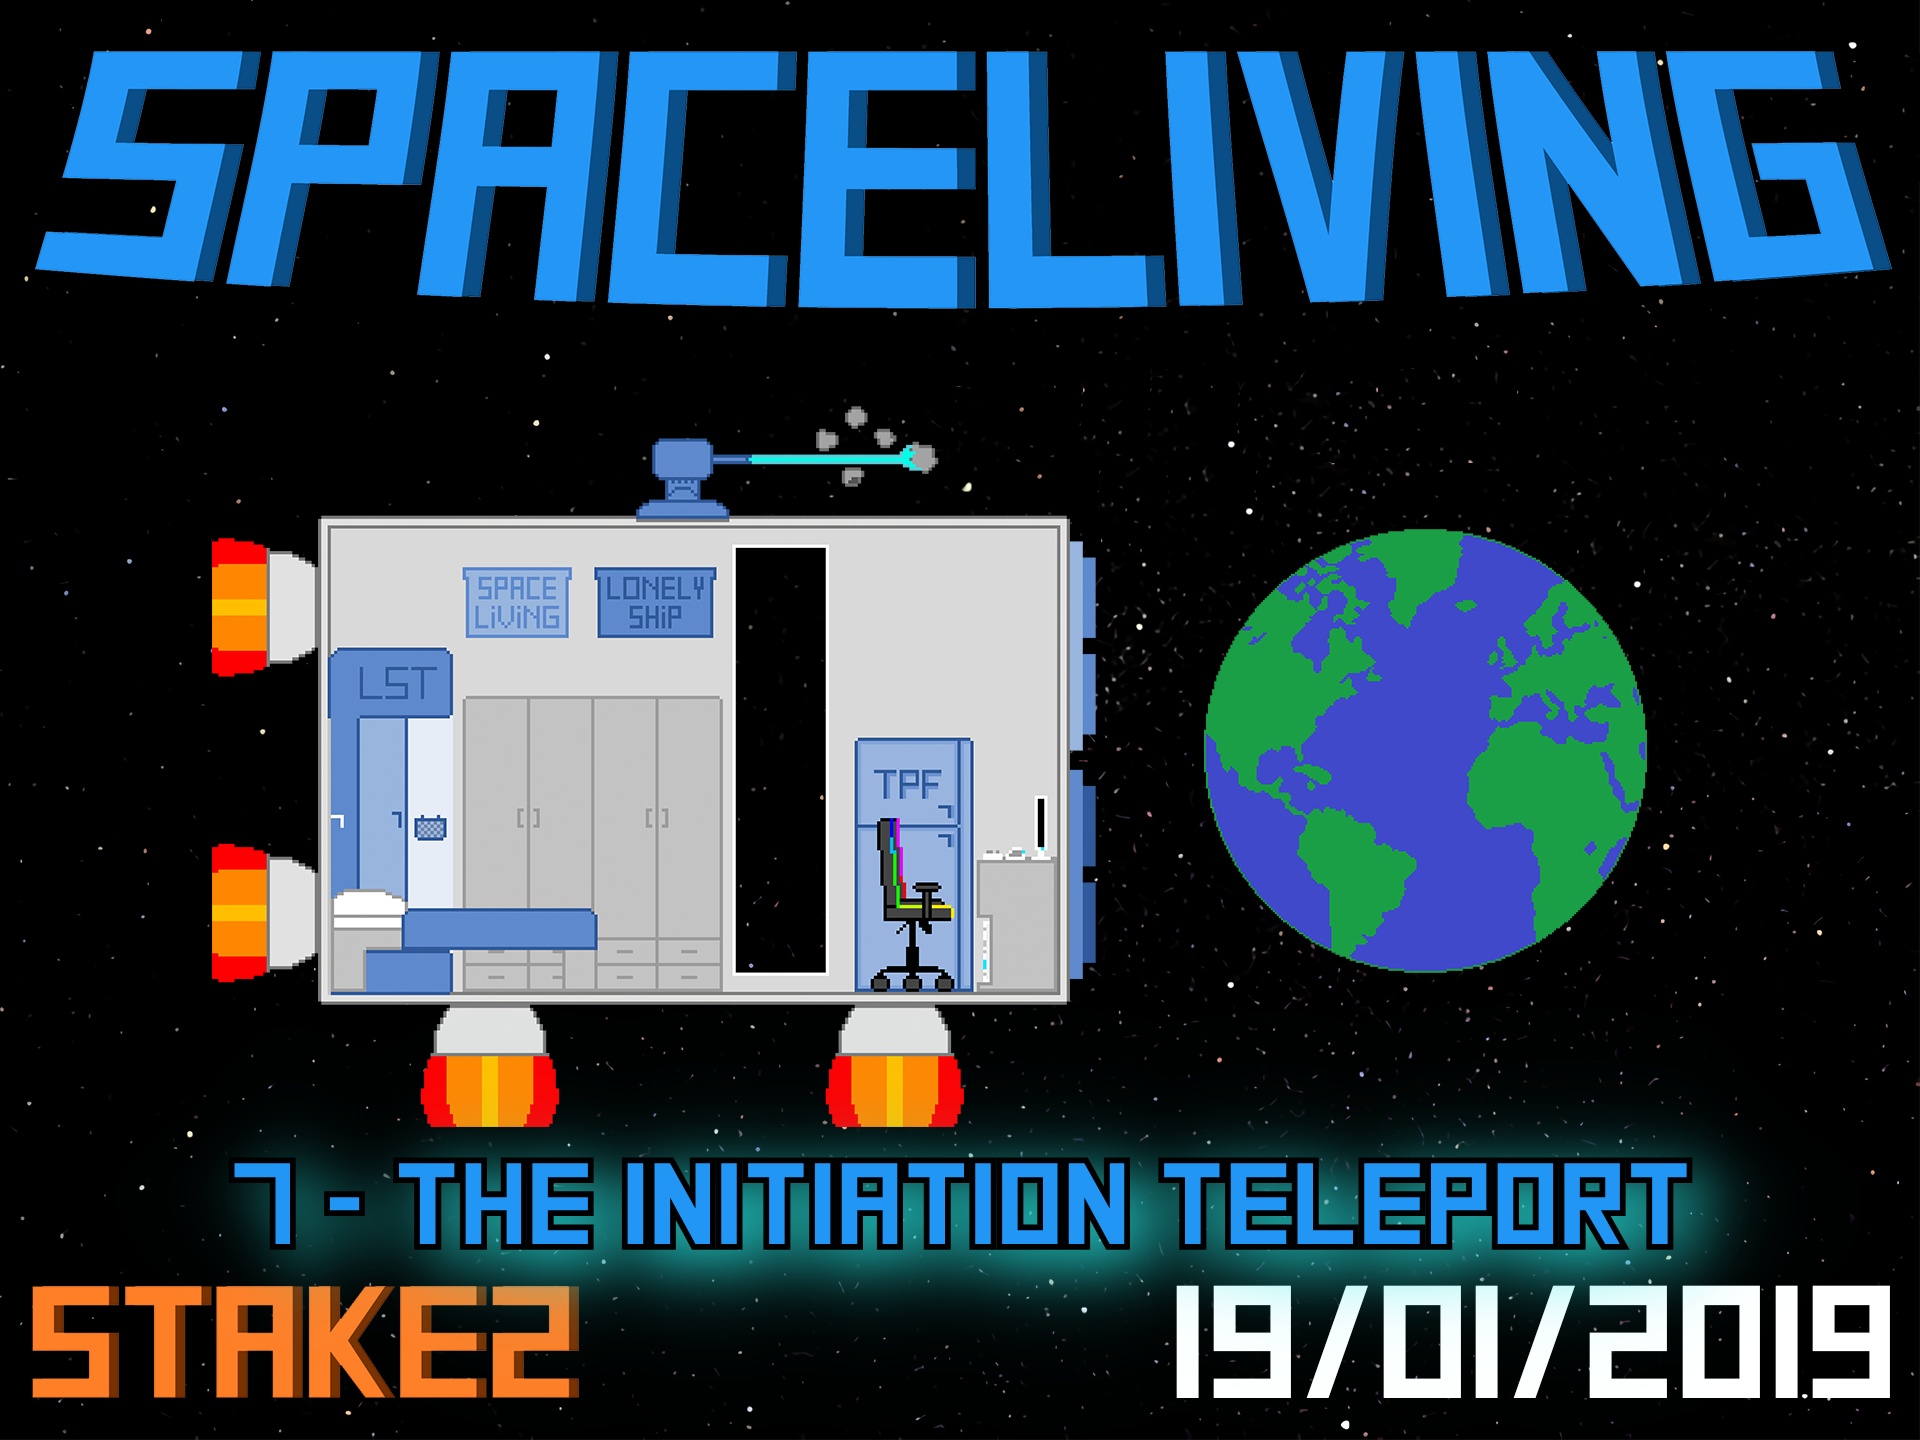 SPACELIVING
SPACE
LiViNG
LONELY
SHiP
LST
TPF
7 - THE INITIATION TELEPORT
STAKE2
19/01/2019